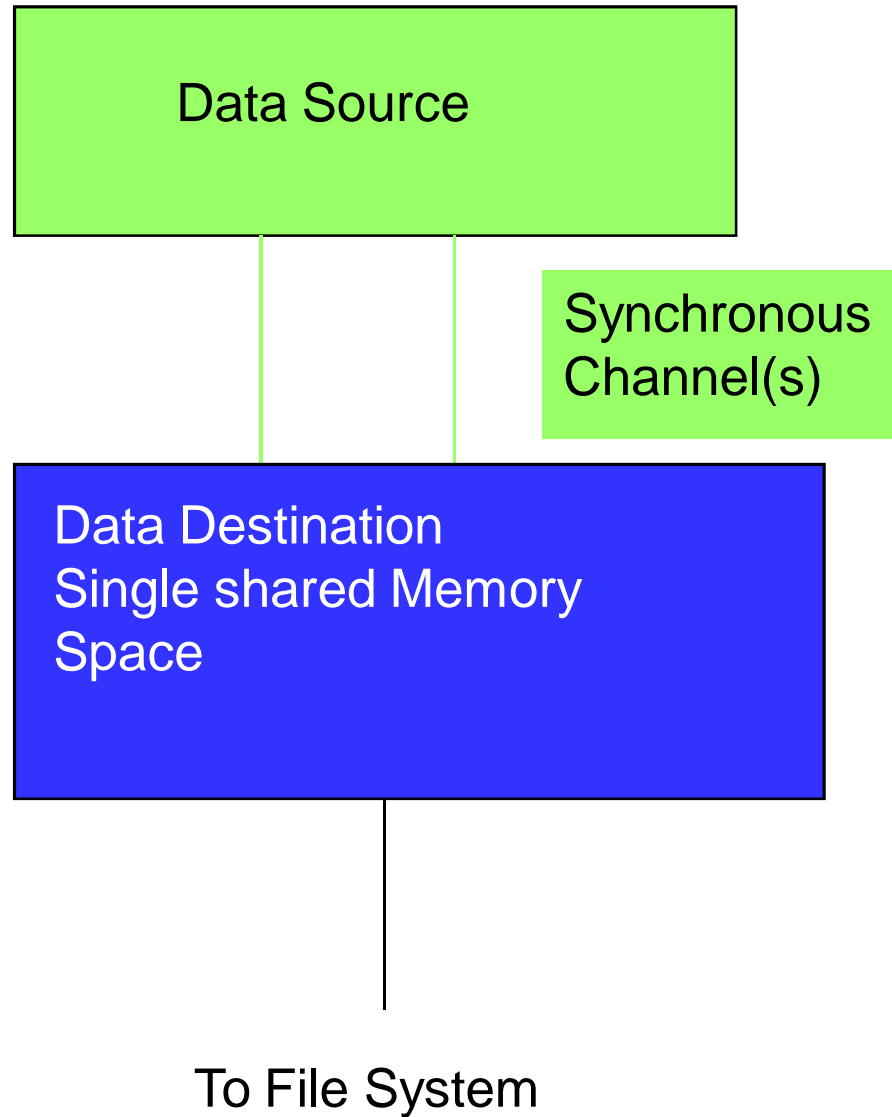 Data Source
Synchronous
Channel(s)
Data Destination
Single shared Memory
Space
To File System